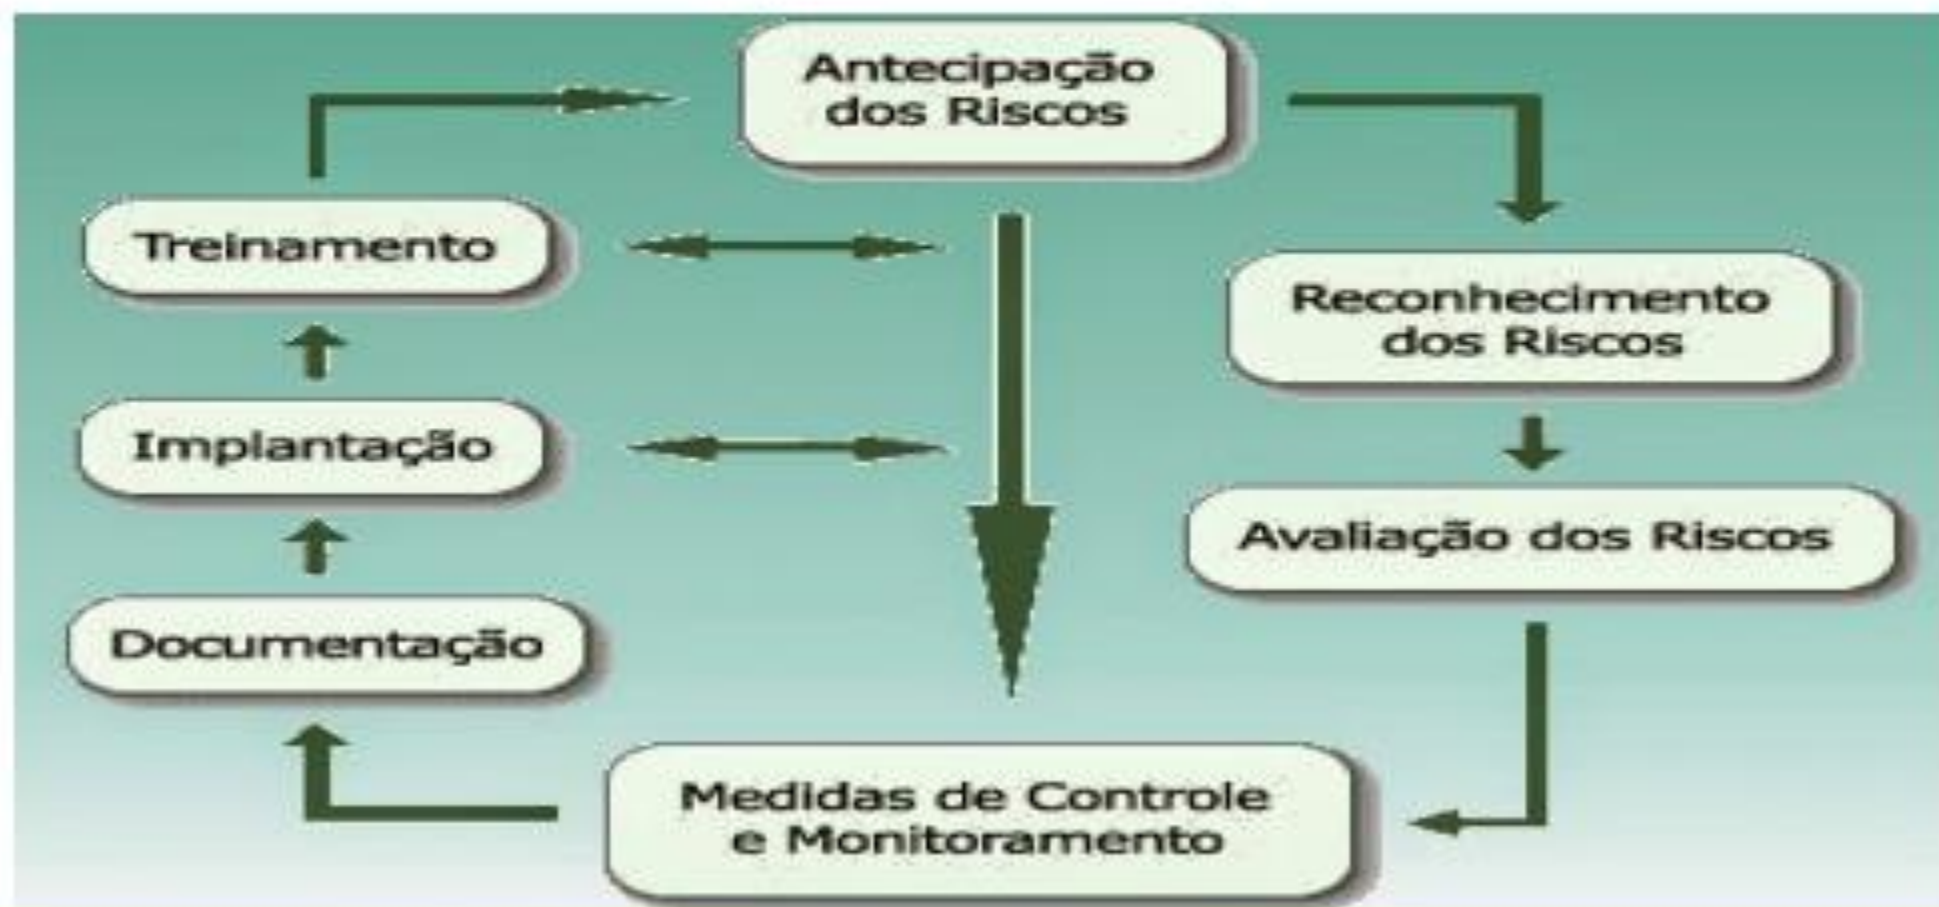 Antecipação
dos Riscos
Reconhecimento
dos Riscos
Avaliação dos Riscos
Medidas de Controle
e Monitoramento
Documentação
Implantação
Treinamento